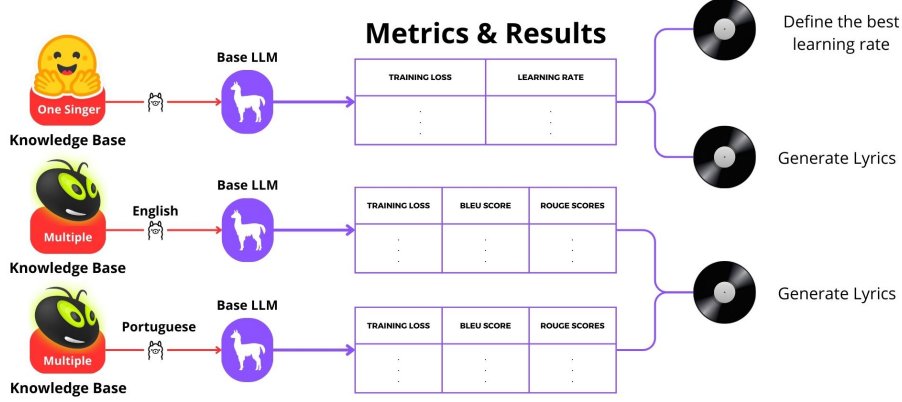 Metrics & Results
Define the best
learning rate
Base LLM
TRAINING LOSS
LEARNING RATE
One Singer
Knowledge Base
Generate Lyrics
Base LLM
English
TRAINING LOSS
BLEU SCORE
ROUGE SCORES
Multiple
Knowledge Base
Generate Lyrics
Base LLM
Portuguese
TRAINING LOSS
BLEU SCORE
ROUGE SCORES
Multiple
Knowledge Base